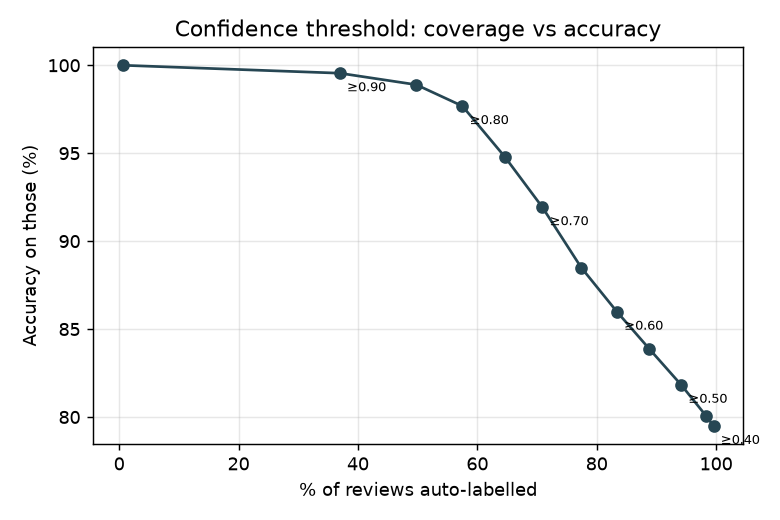 Confidence threshold: coverage vs accuracy
100
95
90
85
80
Accuracy on those (%)
≥0.90
≥0.80
≥0.70
≥0.60
≥0.50
≥0.40
0 20 40 60 80 100
% of reviews auto-labelled